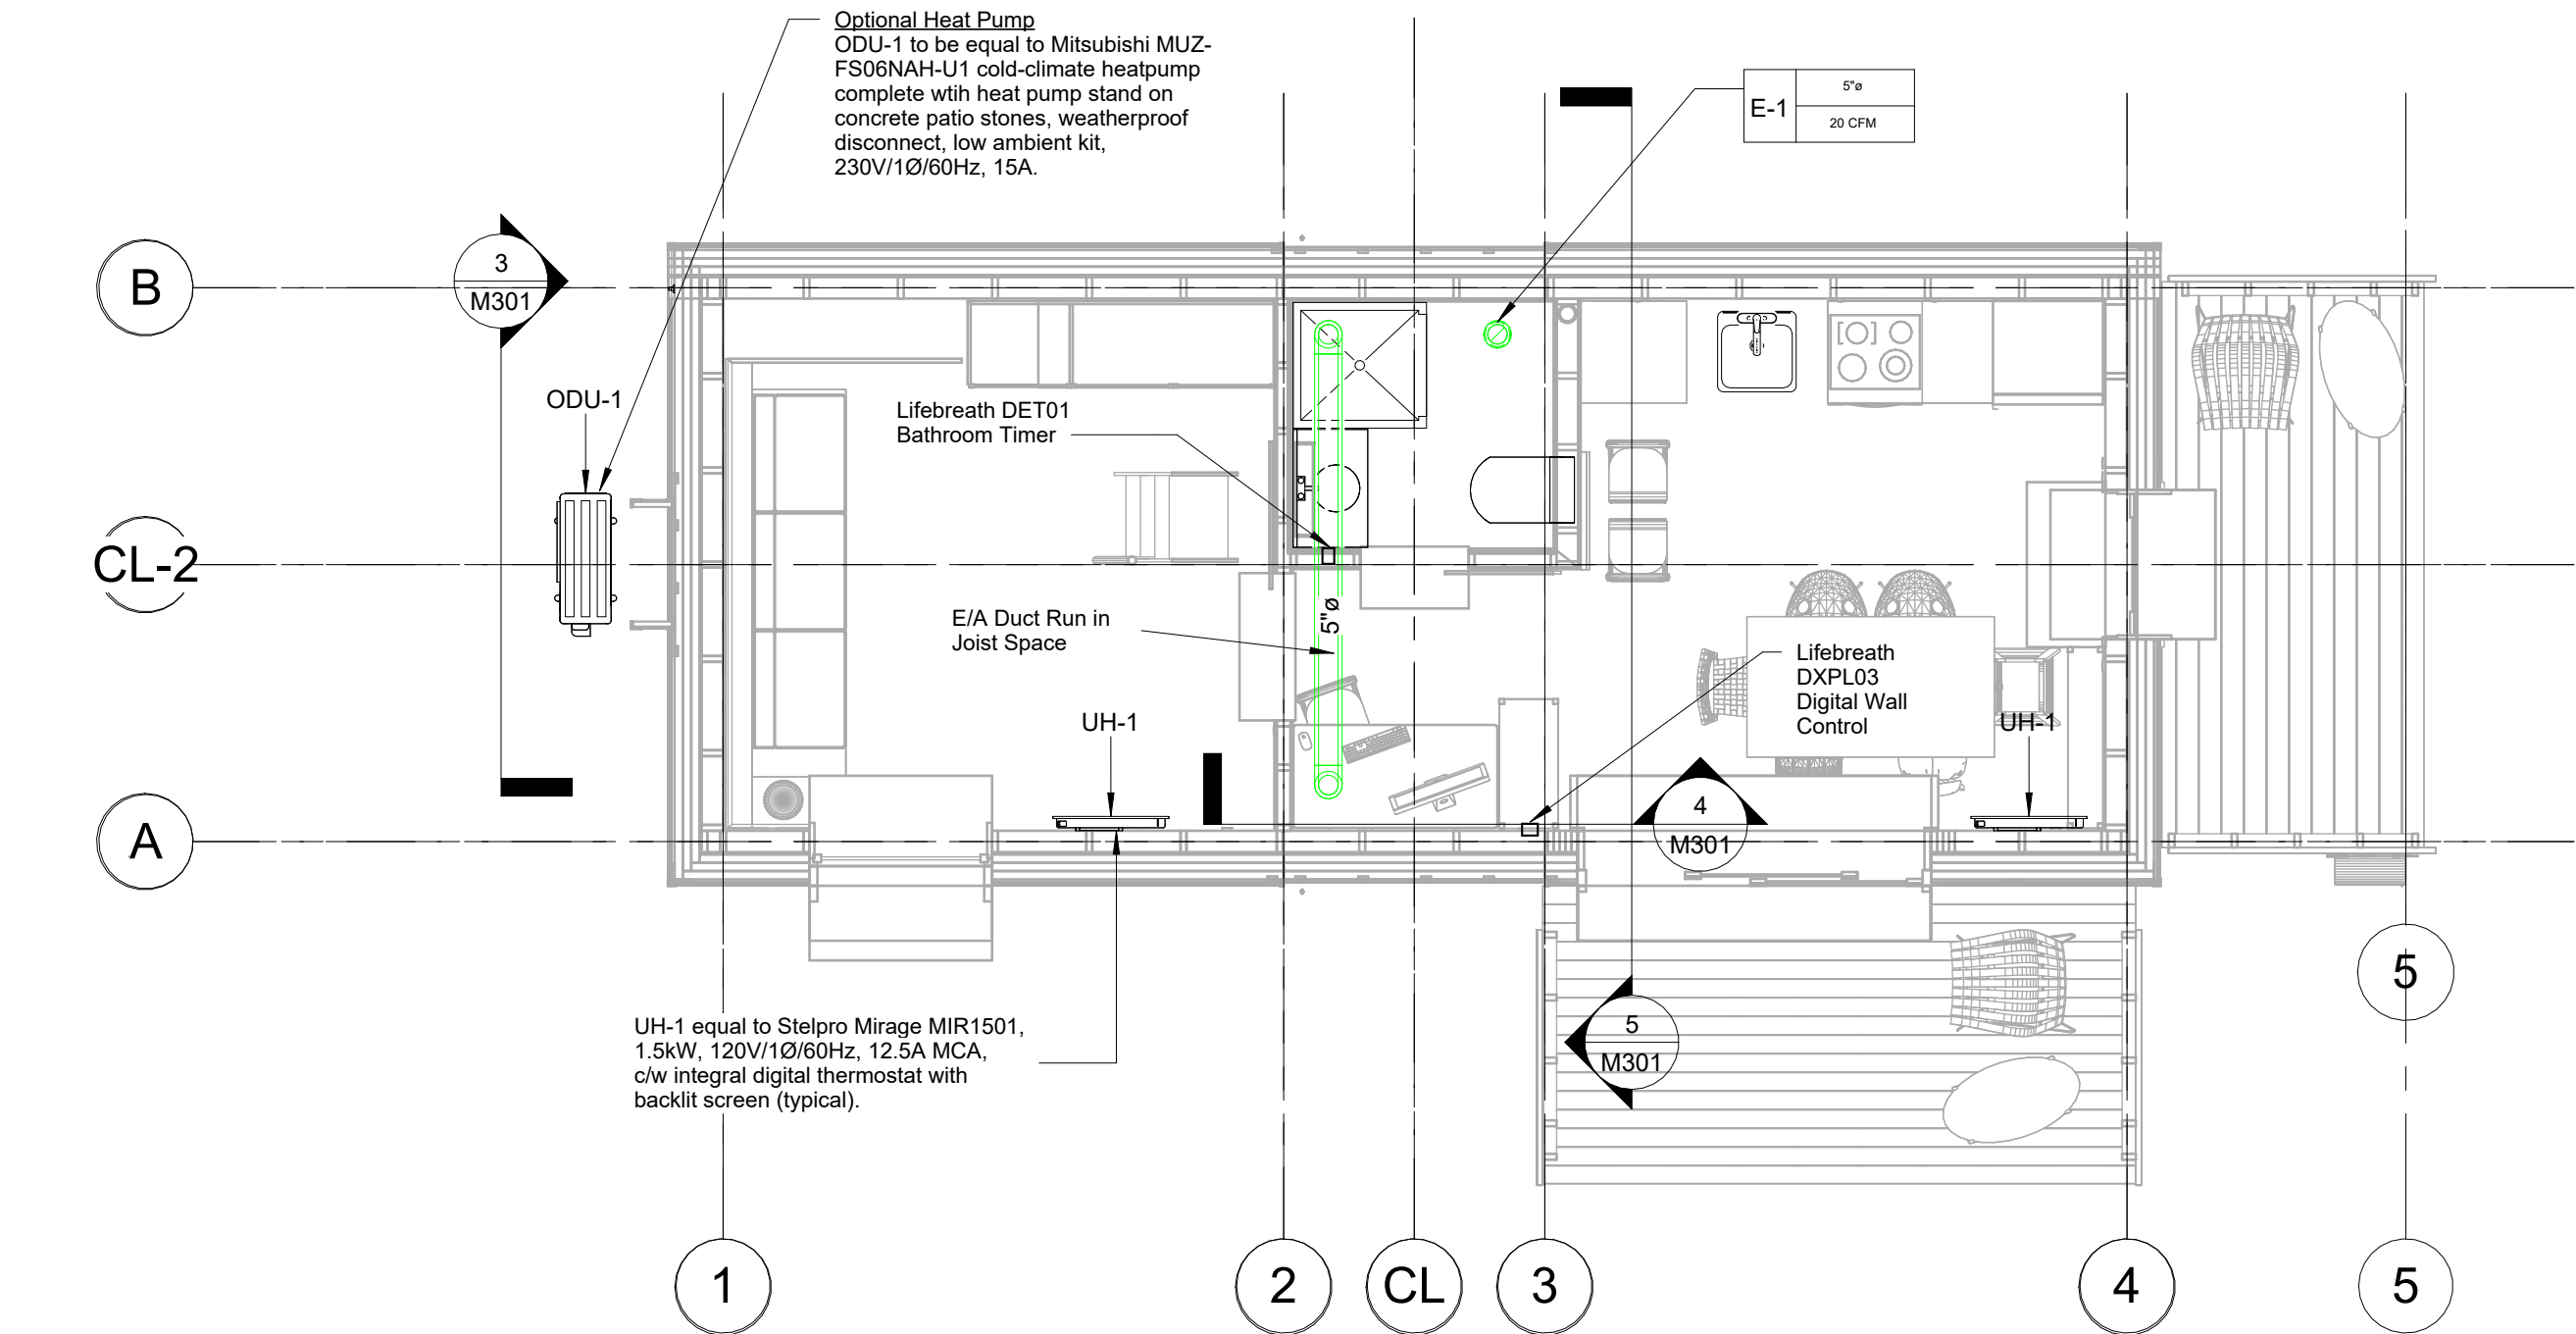 Optional Heat Pump
ODU-1 to be equal to Mitsubishi MUZ-
FS06NAH-U1 cold-climate heatpump
complete wtih heat pump stand on
concrete patio stones, weatherproof
disconnect, low ambient kit,
230V/1Ø/60Hz, 15A.
E-1
5"ø
20 CFM
B
3
M301
ODU-1
Lifebreath DET01
Bathroom Timer
CL-2
E/A Duct Run in
Joist Space
5"ø
Lifebreath
DXPL03
Digital Wall
Control
UH-1
UH-1
A
4
M301
5
UH-1 equal to Stelpro Mirage MIR1501,
1.5kW, 120V/1Ø/60Hz, 12.5A MCA,
c/w integral digital thermostat with
backlit screen (typical).
5
M301
1
2
CL
3
4
5